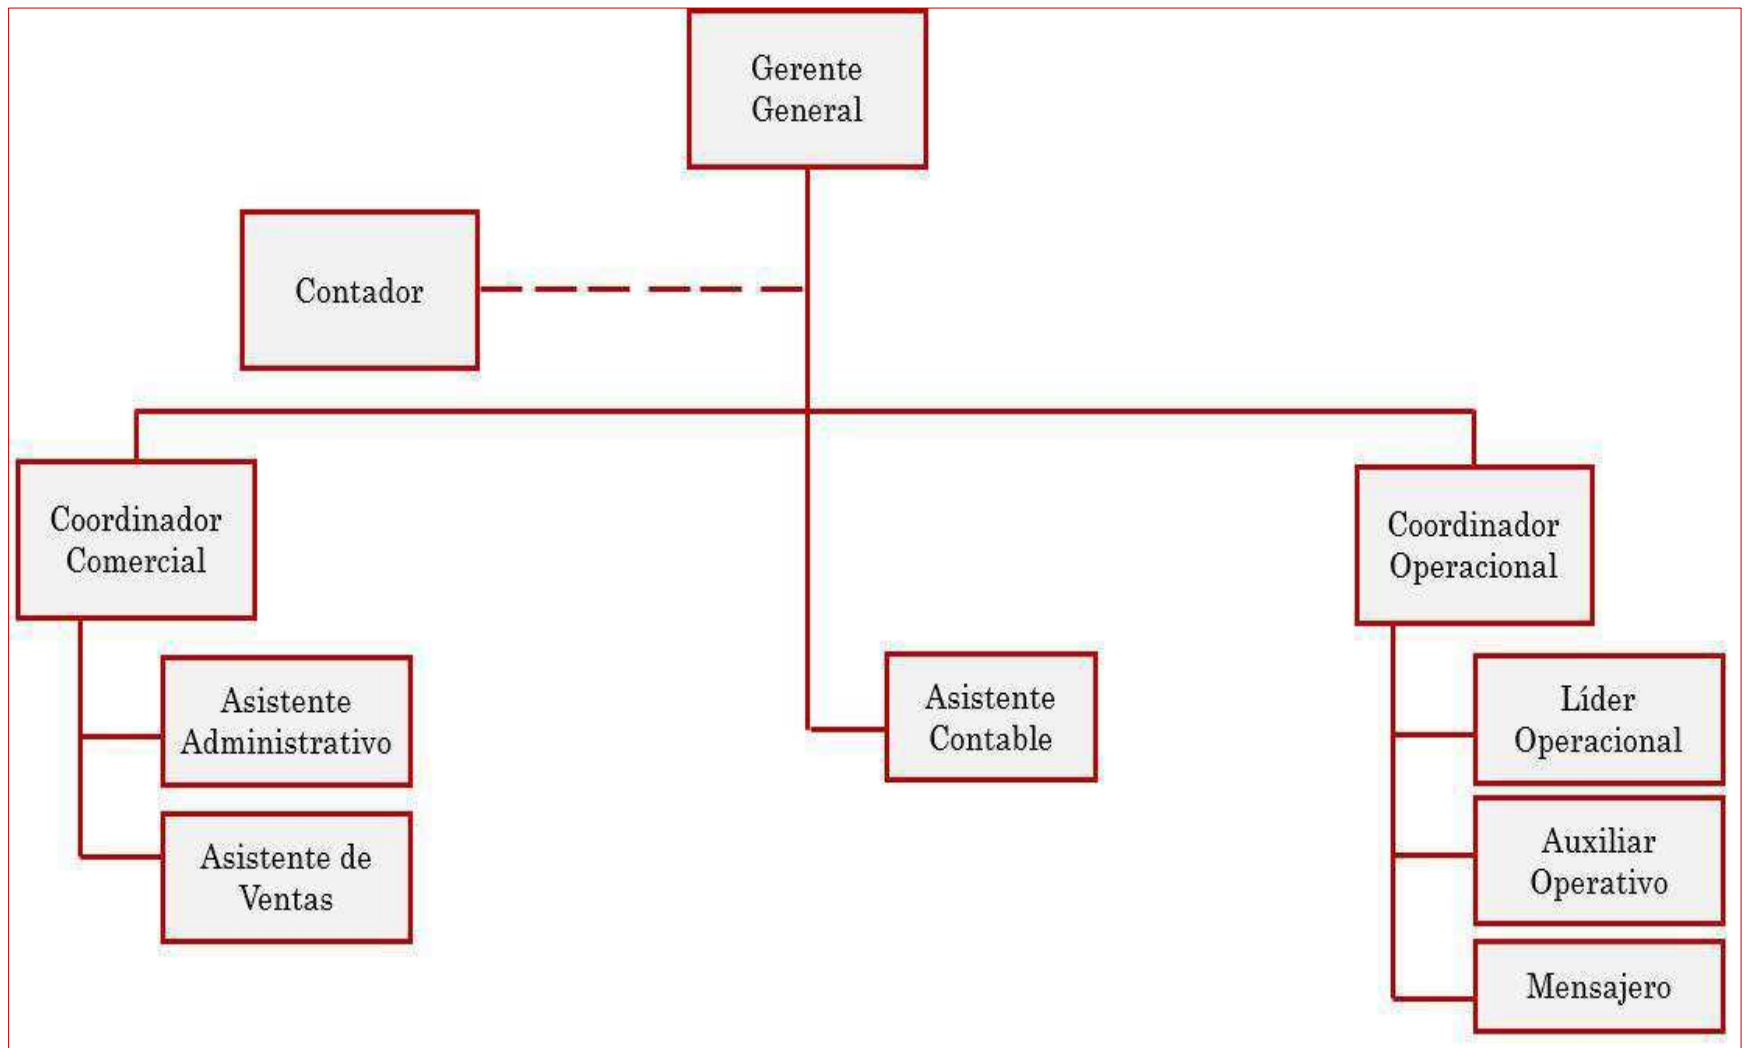 Gerente
General
Contador
Coordinador
Comercial
Coordinador
Operacional
Asistente
Administrativo
Asistente de
Ventas
Asistente
Contable
Líder
Operacional
Auxiliar
Operativo
Mensajero